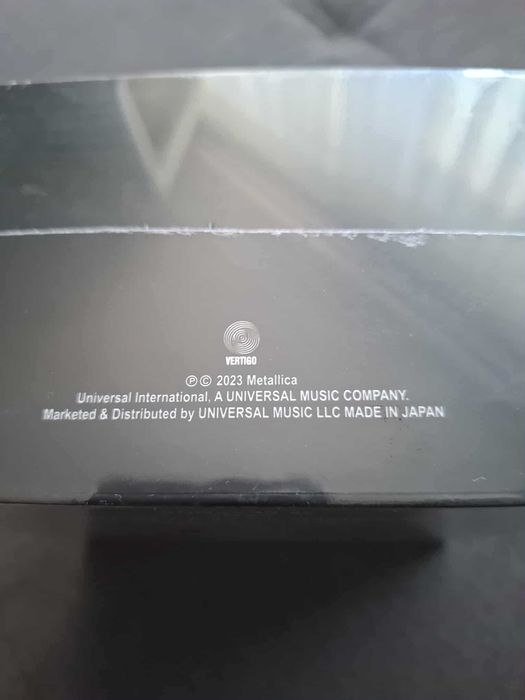 VERTIGO
℗ © 2023 Metallica
Universal International, A UNIVERSAL MUSIC COMPANY.
Marketed & Distributed by UNIVERSAL MUSIC LLC MADE IN JAPAN